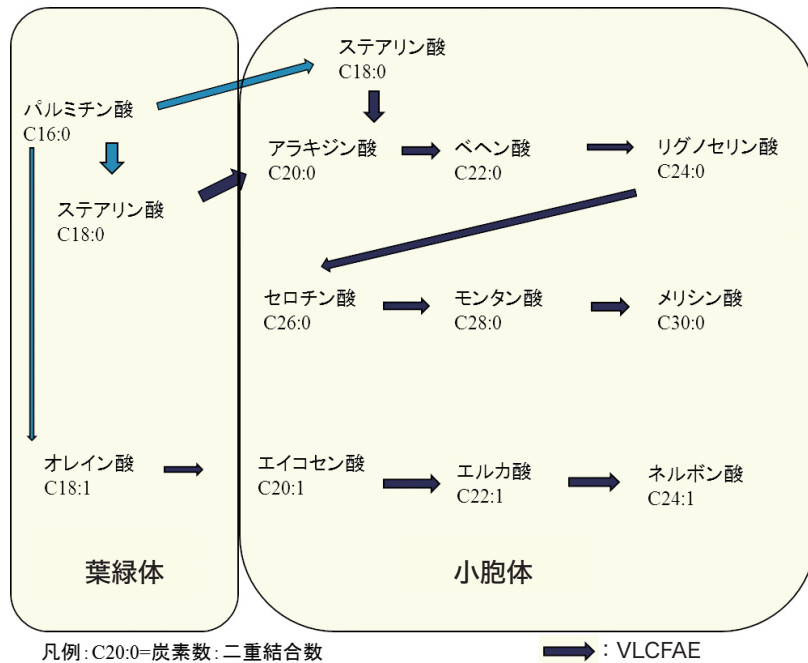 ステアリン酸
C18:0
パルミチン酸
C16:0
アラキジン酸
C20:0
ベヘン酸
C22:0
リグノセリン酸
C24:0
ステアリン酸
C18:0
セロチン酸
C26:0
モンタン酸
C28:0
メリシン酸
C30:0
オレイン酸
C18:1
エイコセン酸
C20:1
エルカ酸
C22:1
ネルボン酸
C24:1
葉緑体
小胞体
凡例:C20:0=炭素数:二重結合数
:VLCFAE